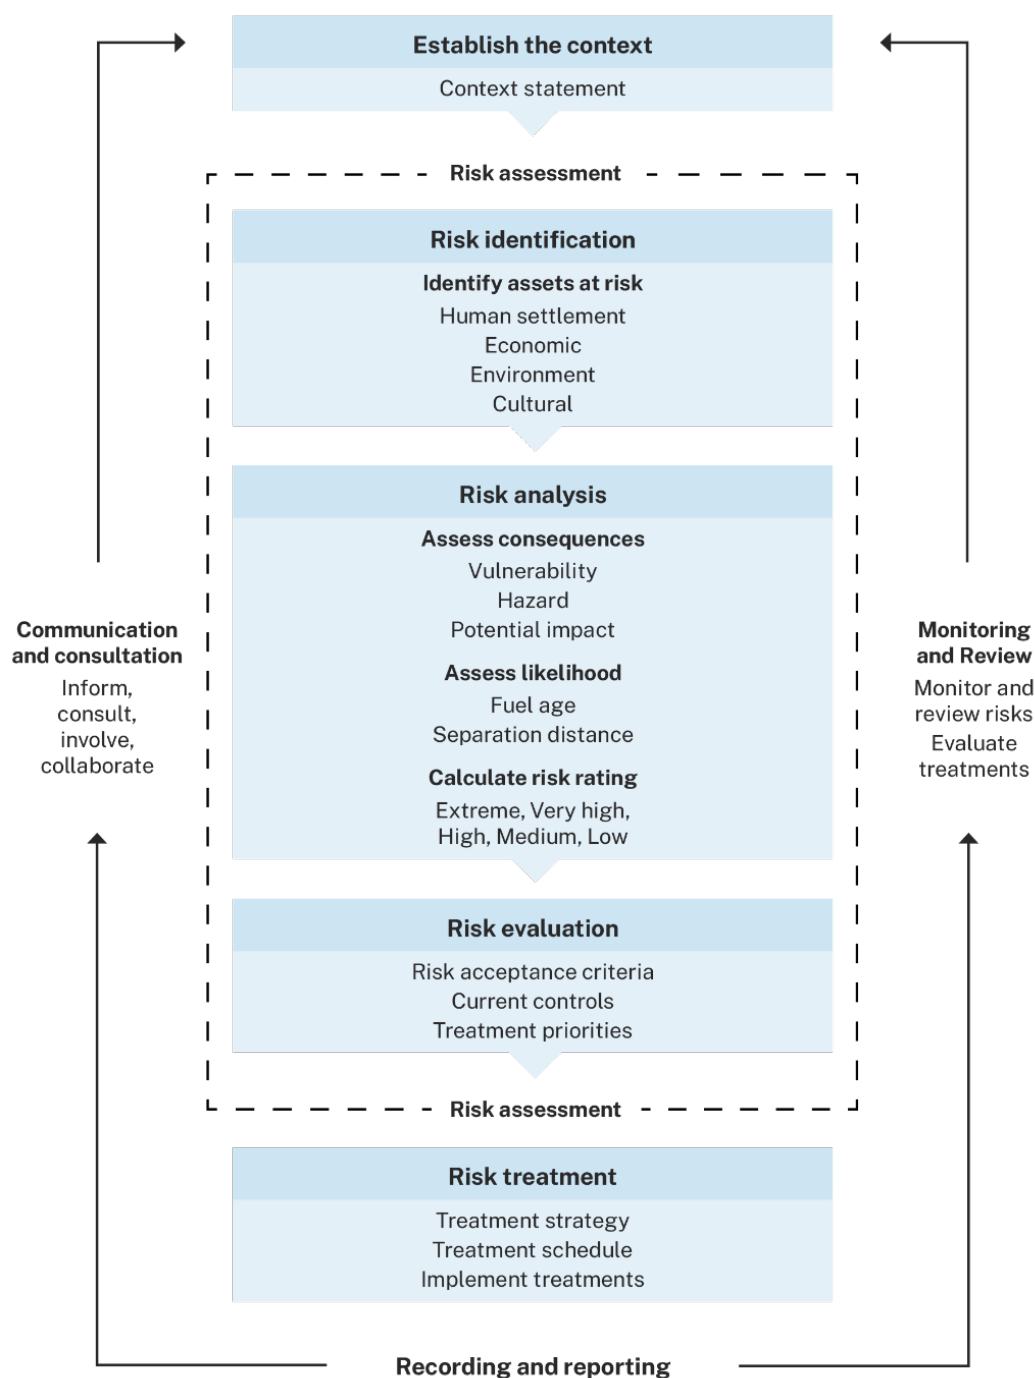 Establish the context
Context statement
Risk assessment
Risk identification
Identify assets at risk
Human settlement
Economic
Environment
Cultural
Risk analysis
Assess consequences
Vulnerability
Hazard
Potential impact
Assess likelihood
Fuel age
Separation distance
Calculate risk rating
Extreme, Very high,
High, Medium, Low
Communication
and consultation
Inform,
consult,
involve,
collaborate
Monitoring
and Review
Monitor and
review risks
Evaluate
treatments
Risk evaluation
Risk acceptance criteria
Current controls
Treatment priorities
Risk assessment
Risk treatment
Treatment strategy
Treatment schedule
Implement treatments
Recording and reporting